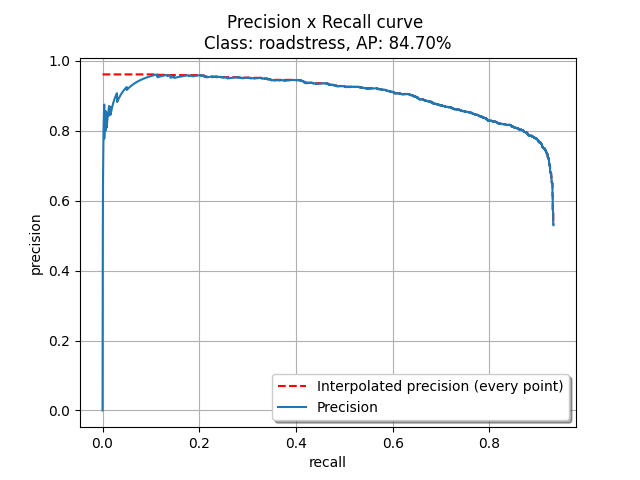 Precision x Recall curve
Class: roadstress, AP: 84.70%
1.0
0.8
0.6
0.4
0.2
0.0
precision
Interpolated precision (every point)
Precision
0.0 0.2 0.4 0.6 0.8
recall